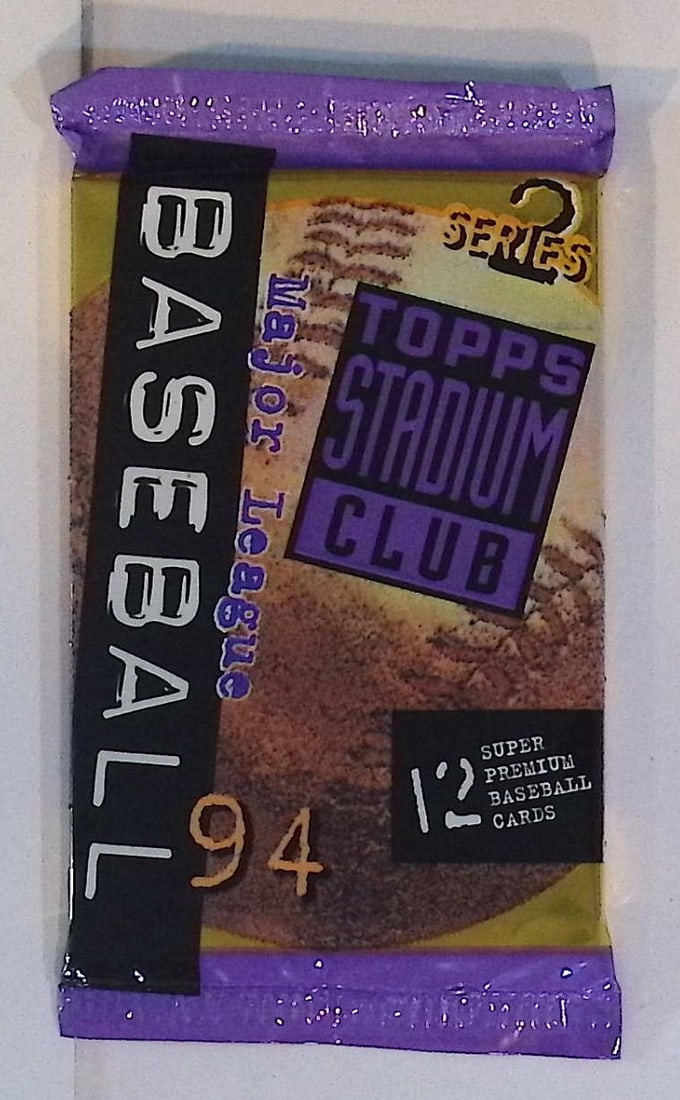 SERIES 2
TOPPS
STADIUM
CLUB
BASEBALL
Major League
94
12
SUPER
PREMIUM
BASEBALL
CARDS